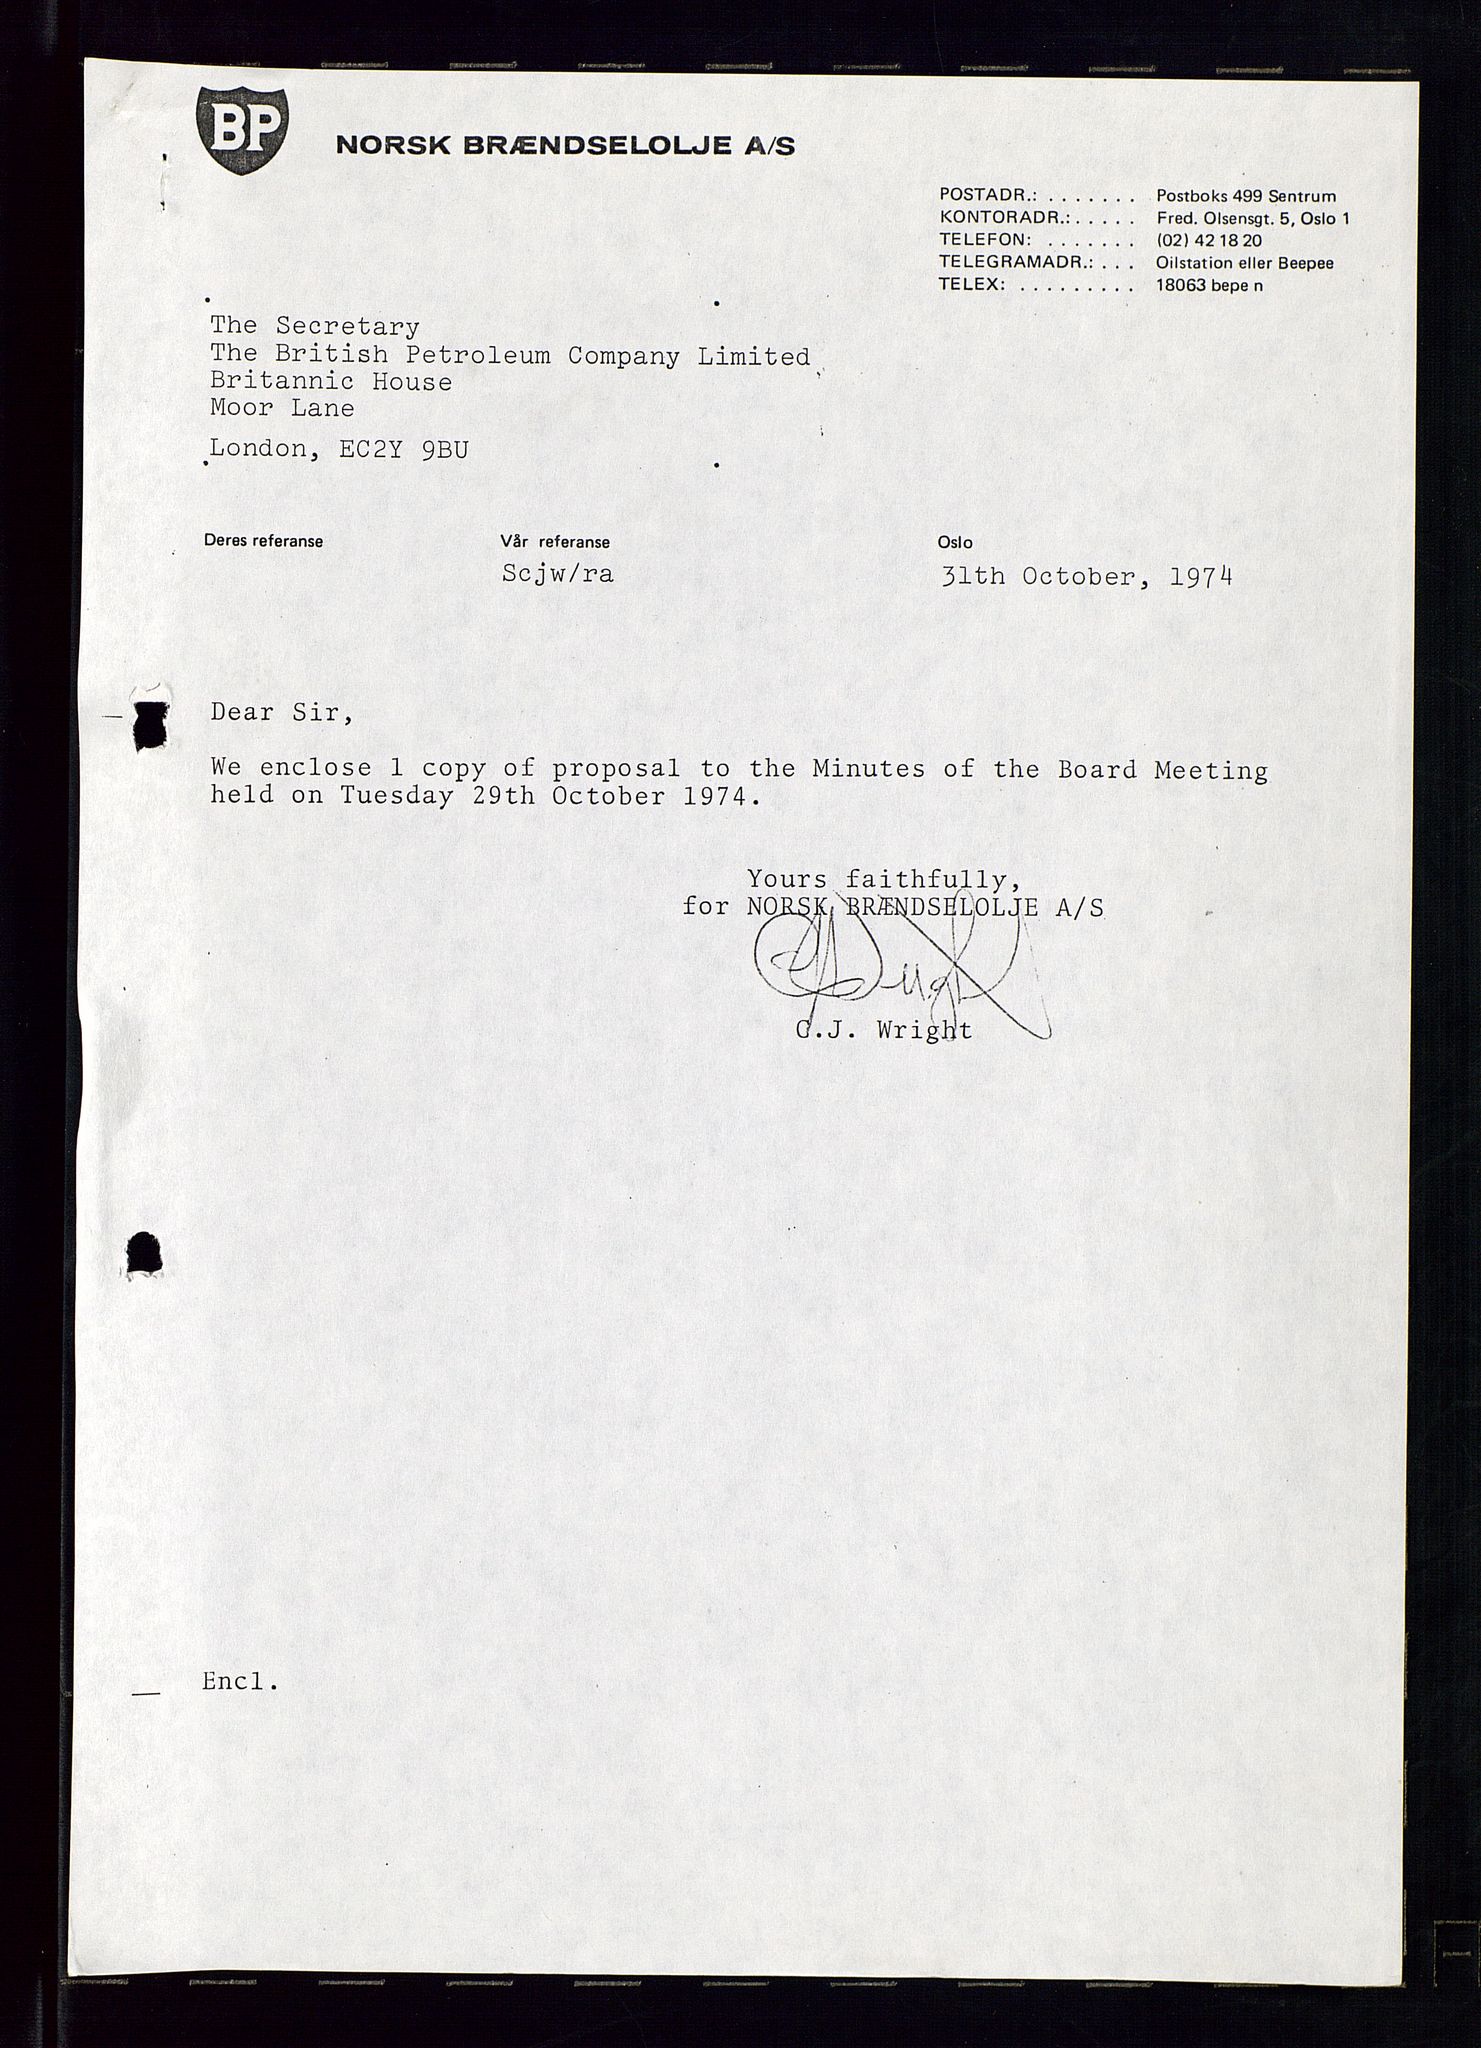 BP
NORSK BRÆNDSELOLJE A/S
POSTADR.: . . . . . . . Postboks 499 Sentrum
KONTORADR.: . . . . . Fred. Olsensgt. 5, Oslo 1
TELEFON: . . . . . . . (02) 42 18 20
TELEGRAMADR.: . . . Oilstation eller Beepee
TELEX: . . . . . . . . . 18063 bepe n
The Secretary
The British Petroleum Company Limited
Britannic House
Moor Lane
London, EC2Y 9BU
Deres referanse Vår referanse Oslo
Scjw/ra 31th October, 1974
Dear Sir,
We enclose 1 copy of proposal to the Minutes of the Board Meeting
held on Tuesday 29th October 1974.
Yours faithfully,
for NORSK BRÆNDSELOLJE A/S
C.J. Wright
Encl.